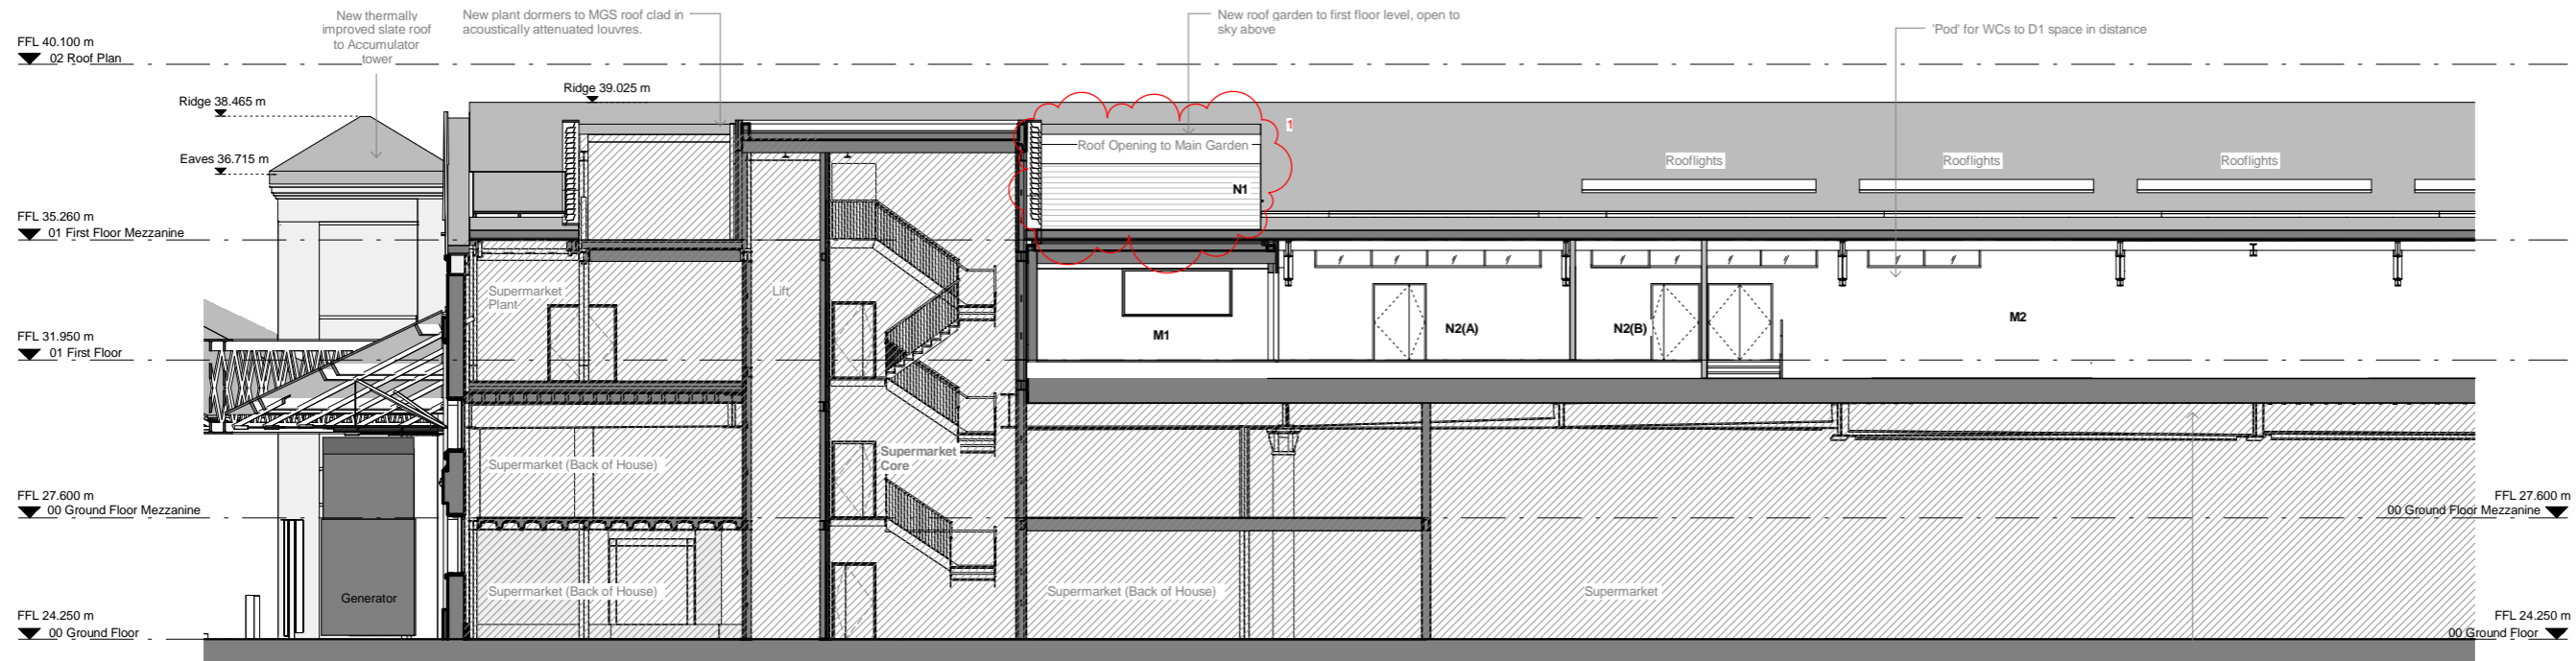 New thermally
improved slate roof
to Accumulator
tower
New plant dormers to MGS roof clad in
acoustically attenuated louvres.
New roof garden to first floor level, open to
sky above
'Pod' for WCs to D1 space in distance
FFL 40.100 m
02 Roof Plan
Ridge 38.465 m
Ridge 39.025 m
1
Eaves 36.715 m
Roof Opening to Main Garden
Rooflights
Rooflights
Rooflights
N1
FFL 35.260 m
01 First Floor Mezzanine
Supermarket
Plant
Lift
FFL 31.950 m
01 First Floor
M1
N2(A)
N2(B)
M2
Supermarket (Back of House)
Supermarket
Core
FFL 27.600 m
00 Ground Floor Mezzanine
FFL 27.600 m
00 Ground Floor Mezzanine
Generator
Supermarket (Back of House)
Supermarket (Back of House)
Supermarket
FFL 24.250 m
00 Ground Floor
FFL 24.250 m
00 Ground Floor